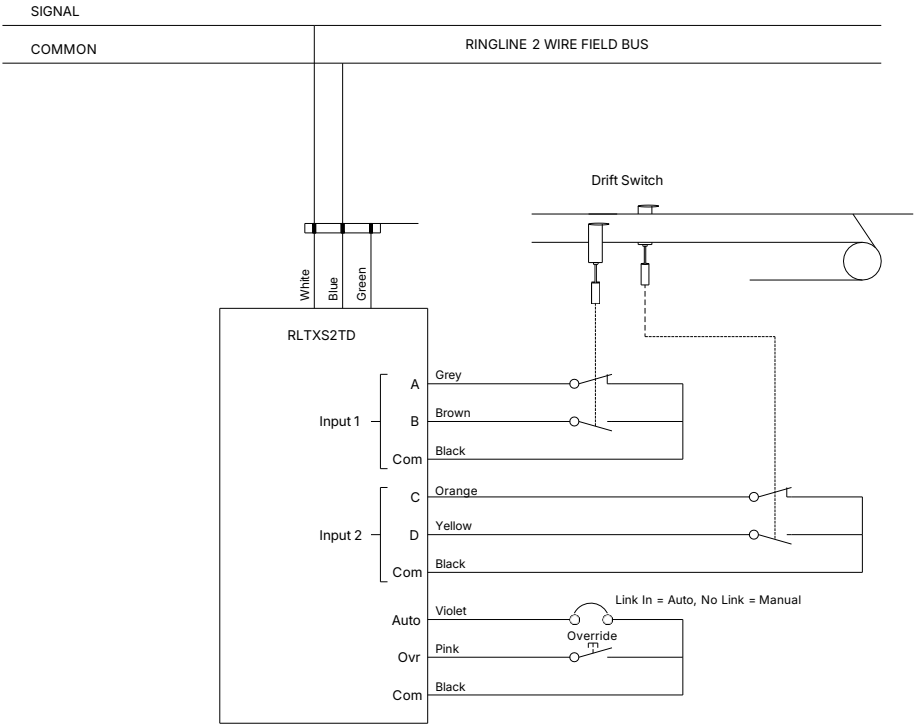 SIGNAL
COMMON
RINGLINE 2 WIRE FIELD BUS
Drift Switch
White
Blue
Green
RLTXS2TD
Input 1
A
Grey
B
Brown
Com
Black
Input 2
C
Orange
D
Yellow
Com
Black
Link In = Auto, No Link = Manual
Auto
Violet
Override
Ovr
Pink
Com
Black